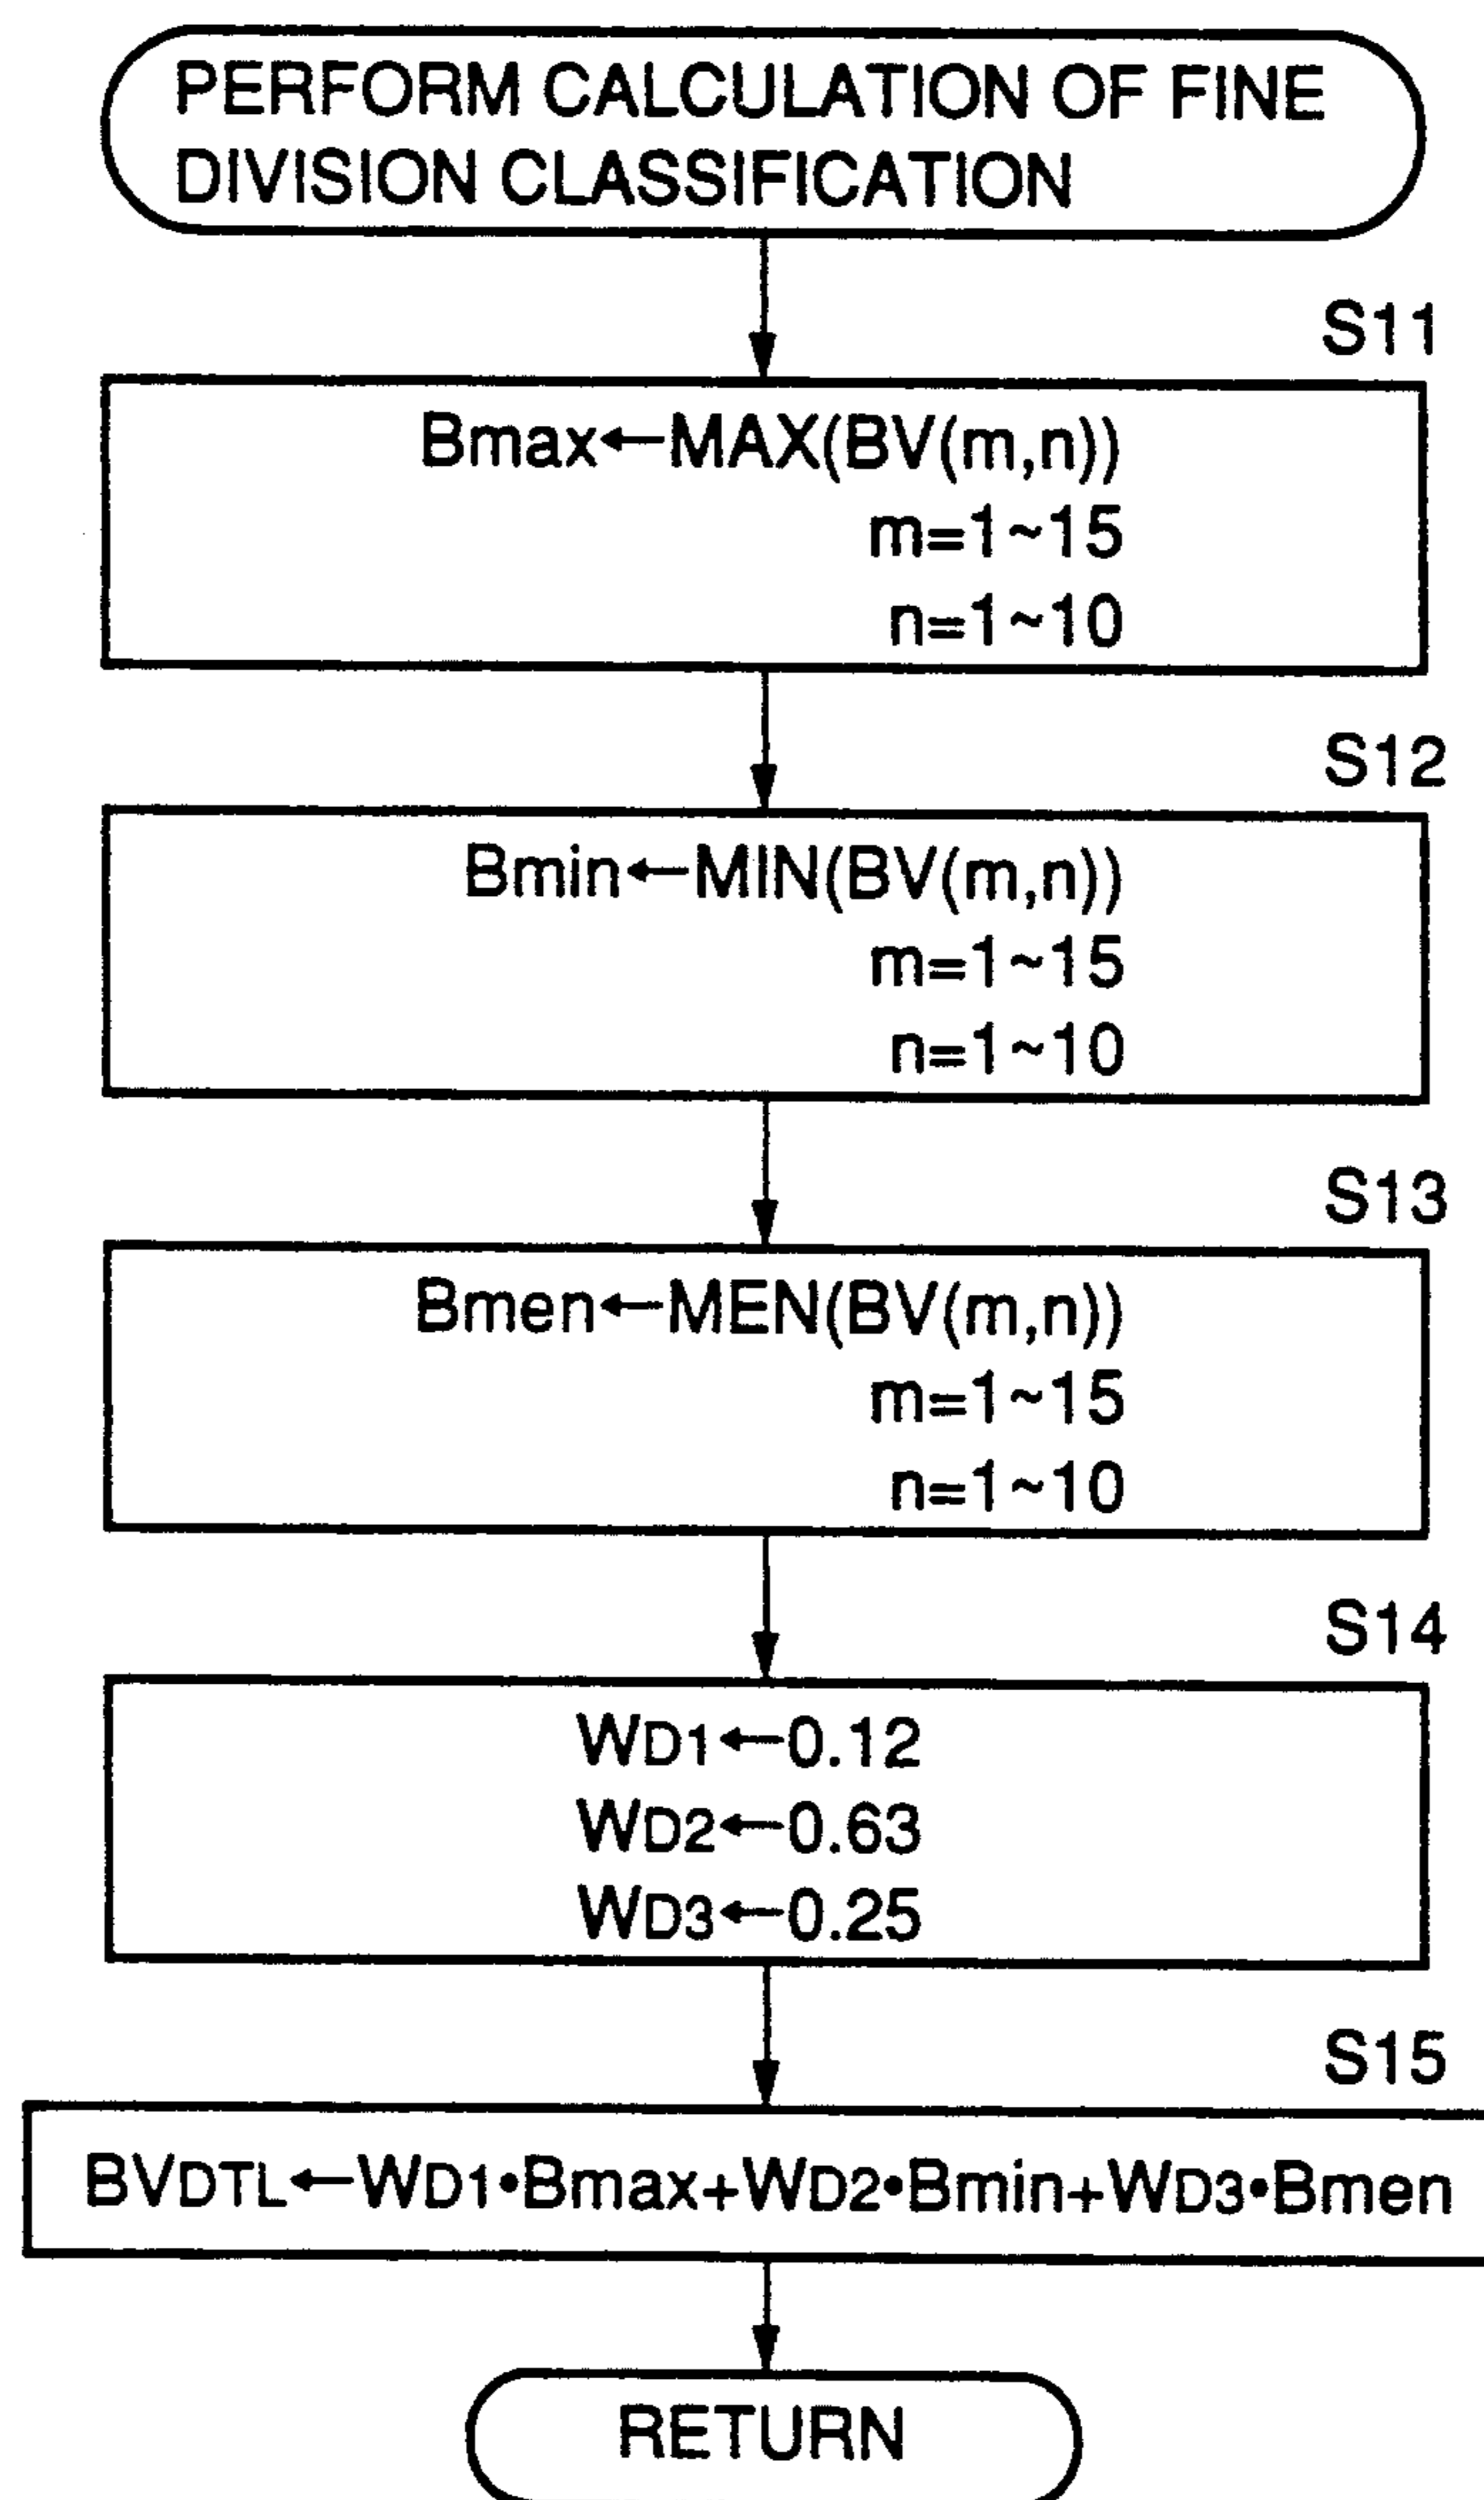 PERFORM CALCULATION OF FINE
DIVISION CLASSIFICATION
S11
Bmax←MAX(BV(m,n))
m=1~15
n=1~10
S12
Bmin←MIN(BV(m,n))
m=1~15
n=1~10
S13
Bmen←MEN(BV(m,n))
m=1~15
n=1~10
S14
WD1←0.12
WD2←0.63
WD3←0.25
S15
BVDTL←WD1•Bmax+WD2•Bmin+WD3•Bmen
RETURN